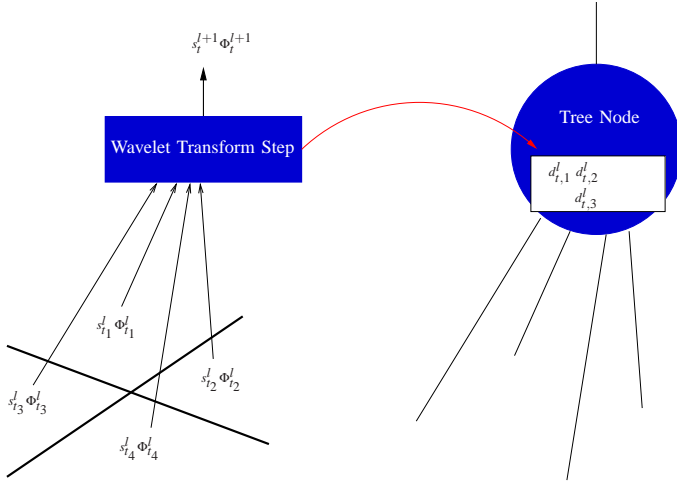 s_t^{l+1} Φ_t^{l+1}
Wavelet Transform Step
Tree Node
d_{t,1}^l d_{t,2}^l
d_{t,3}^l
s_{t_1}^l Φ_{t_1}^l
s_{t_2}^l Φ_{t_2}^l
s_{t_3}^l Φ_{t_3}^l
s_{t_4}^l Φ_{t_4}^l